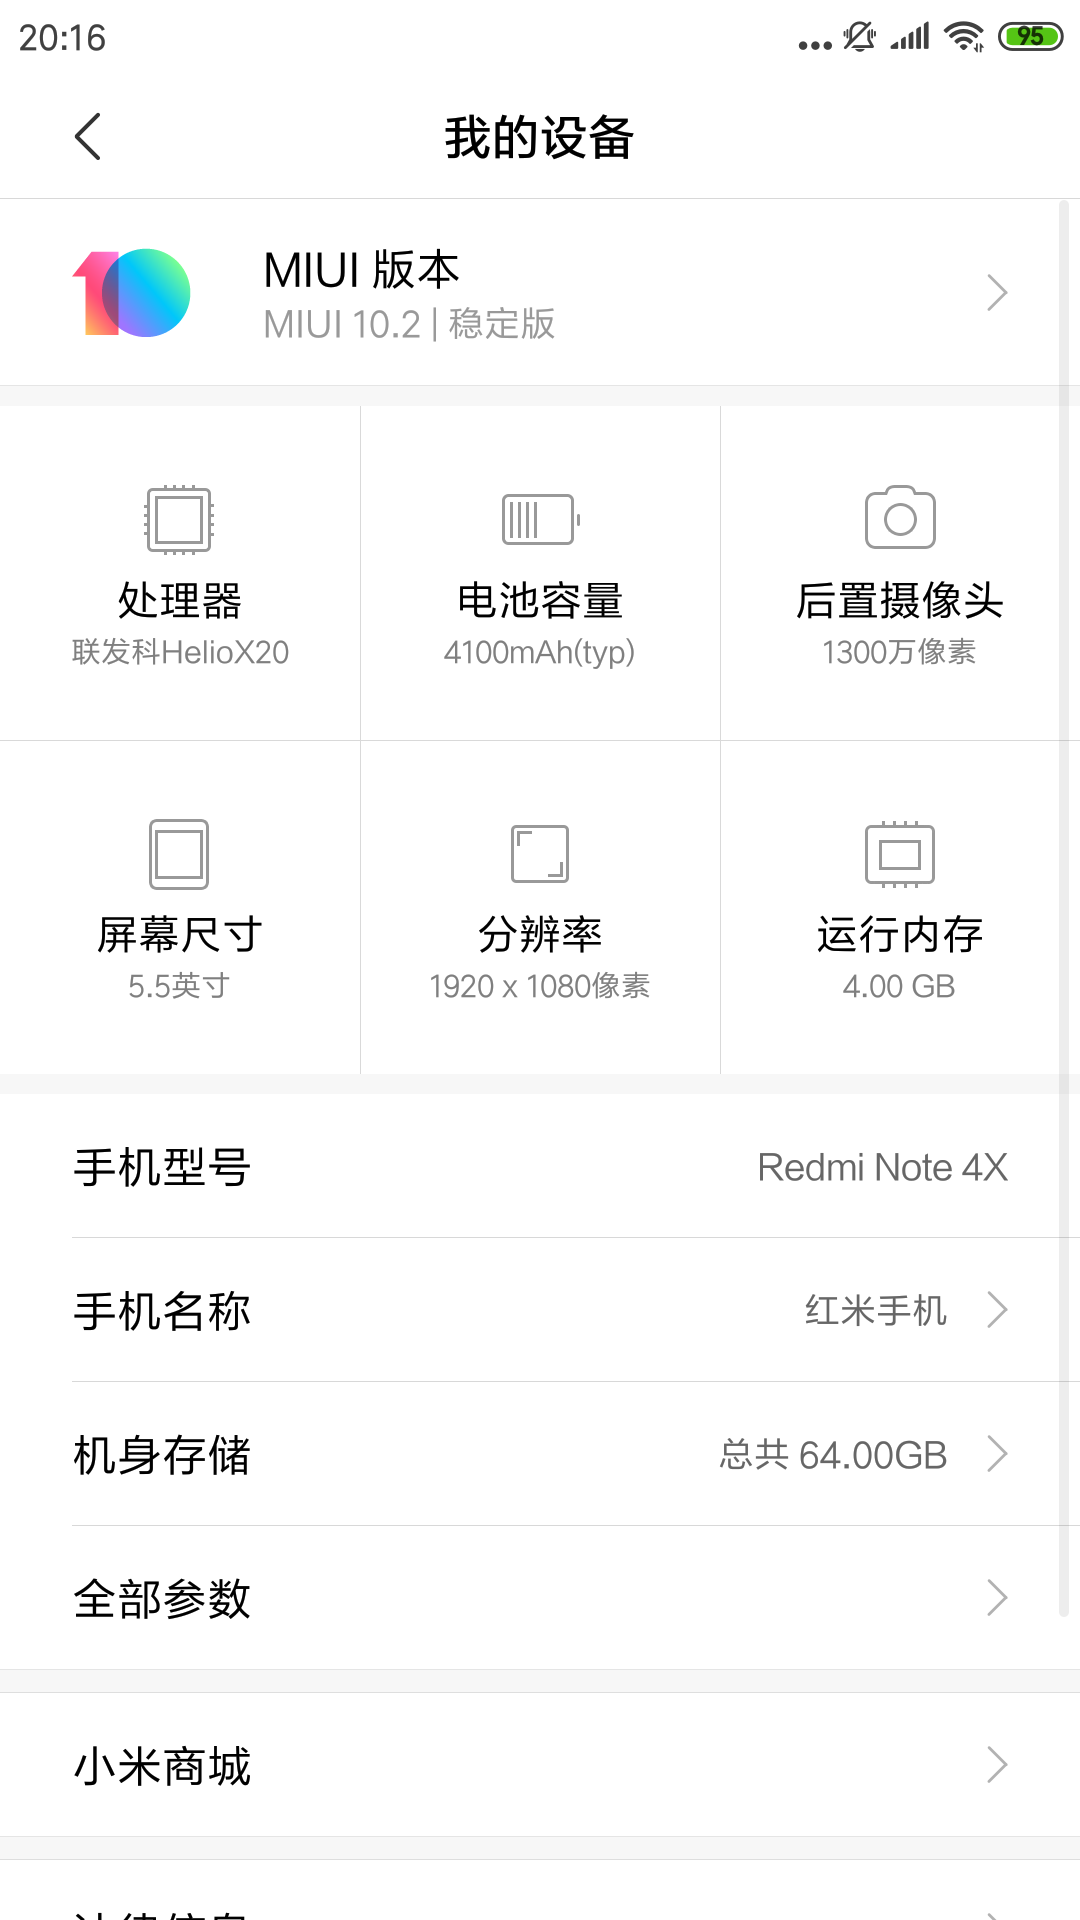 20:16
95
我的设备
MIUI 版本
MIUI 10.2 | 稳定版
处理器
联发科HelioX20
电池容量
4100mAh(typ)
后置摄像头
1300万像素
屏幕尺寸
5.5英寸
分辨率
1920 x 1080像素
运行内存
4.00 GB
手机型号
Redmi Note 4X
手机名称
红米手机
机身存储
总共 64.00GB
全部参数
小米商城